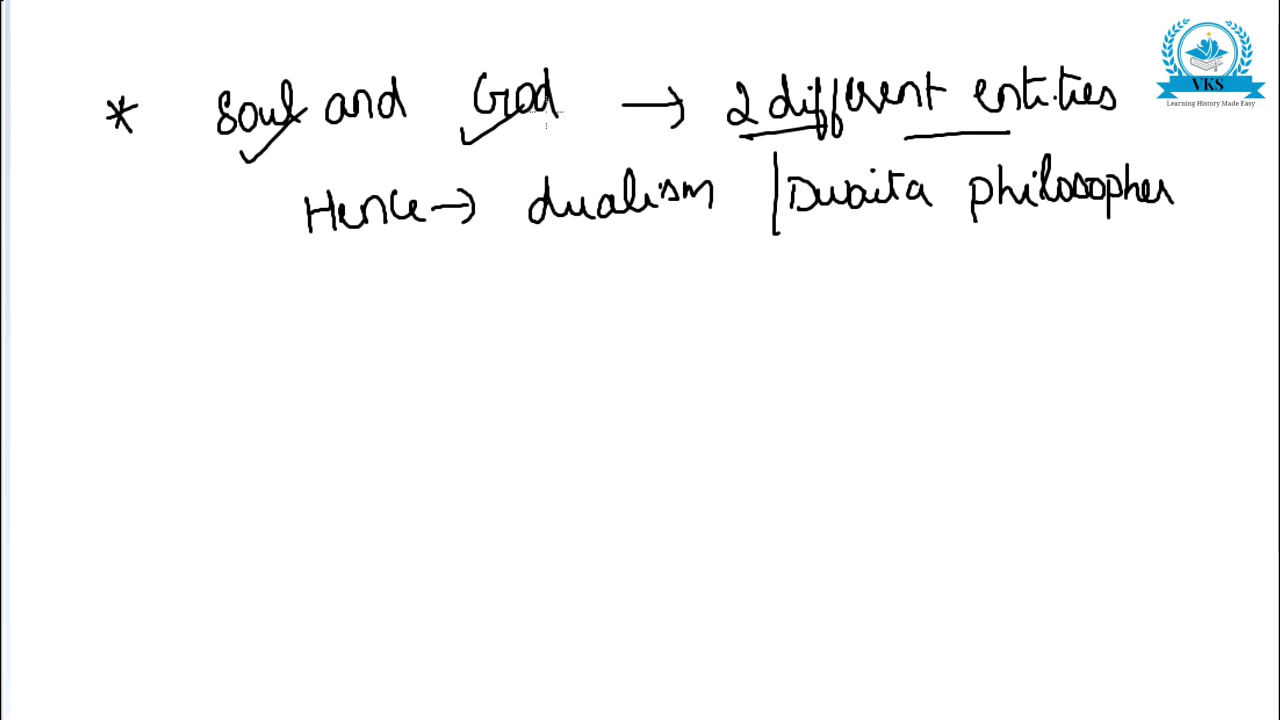 * Soul and God → 2 different entities
Hence → dualism | Dwaita philosopher
VKS
Learning History Made Easy